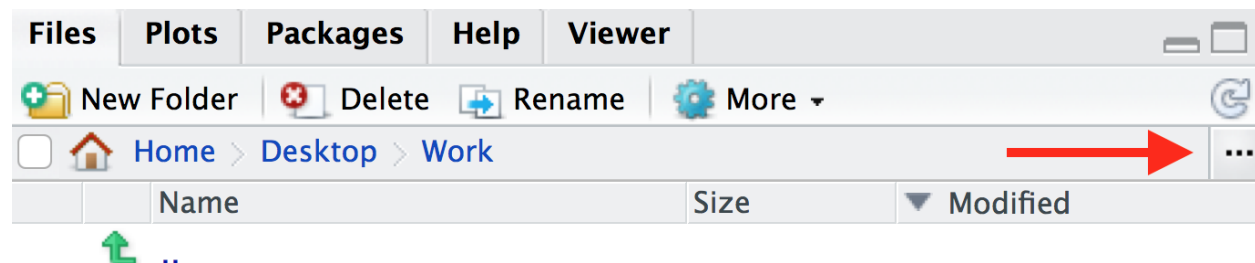 Files Plots Packages Help Viewer
New Folder Delete Rename More
Home > Desktop > Work ...
Name Size Modified
..